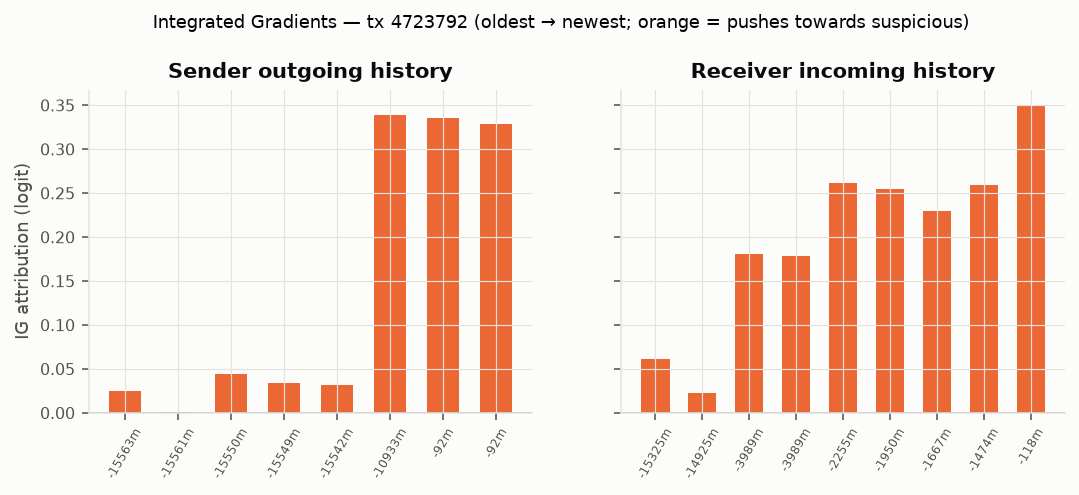 Integrated Gradients — tx 4723792 (oldest → newest; orange = pushes towards suspicious)
Sender outgoing history
Receiver incoming history
IG attribution (logit)
0.35
0.30
0.25
0.20
0.15
0.10
0.05
0.00
-15563m
-15561m
-15550m
-15549m
-15542m
-10933m
-92m
-92m
-15325m
-14925m
-3989m
-3989m
-2255m
-1950m
-1667m
-1474m
-118m